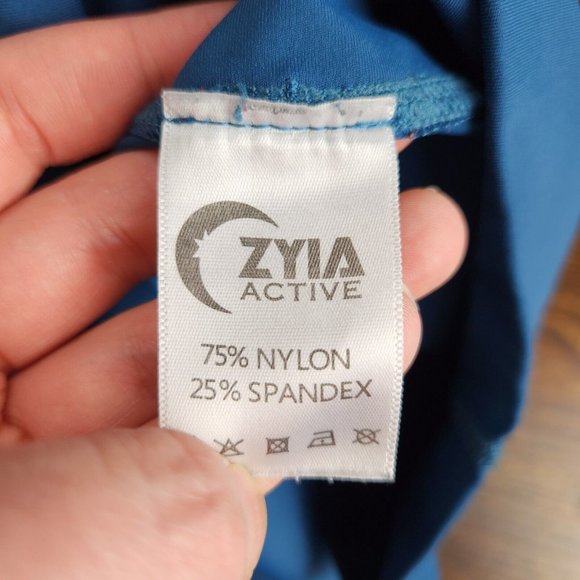 ZYIA
ACTIVE
75% NYLON
25% SPANDEX